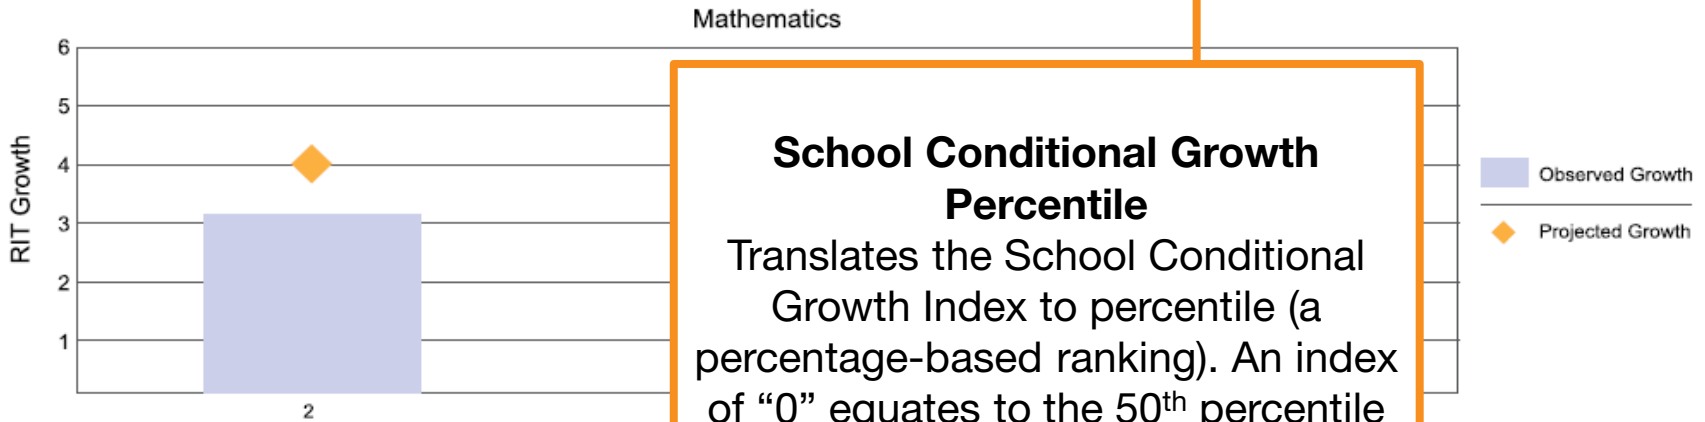 Mathematics
6
5
4
3
2
1
RIT Growth
2
School Conditional Growth
Percentile
Translates the School Conditional
Growth Index to percentile (a
percentage-based ranking). An index
of “0” equates to the 50th percentile
Observed Growth
Projected Growth